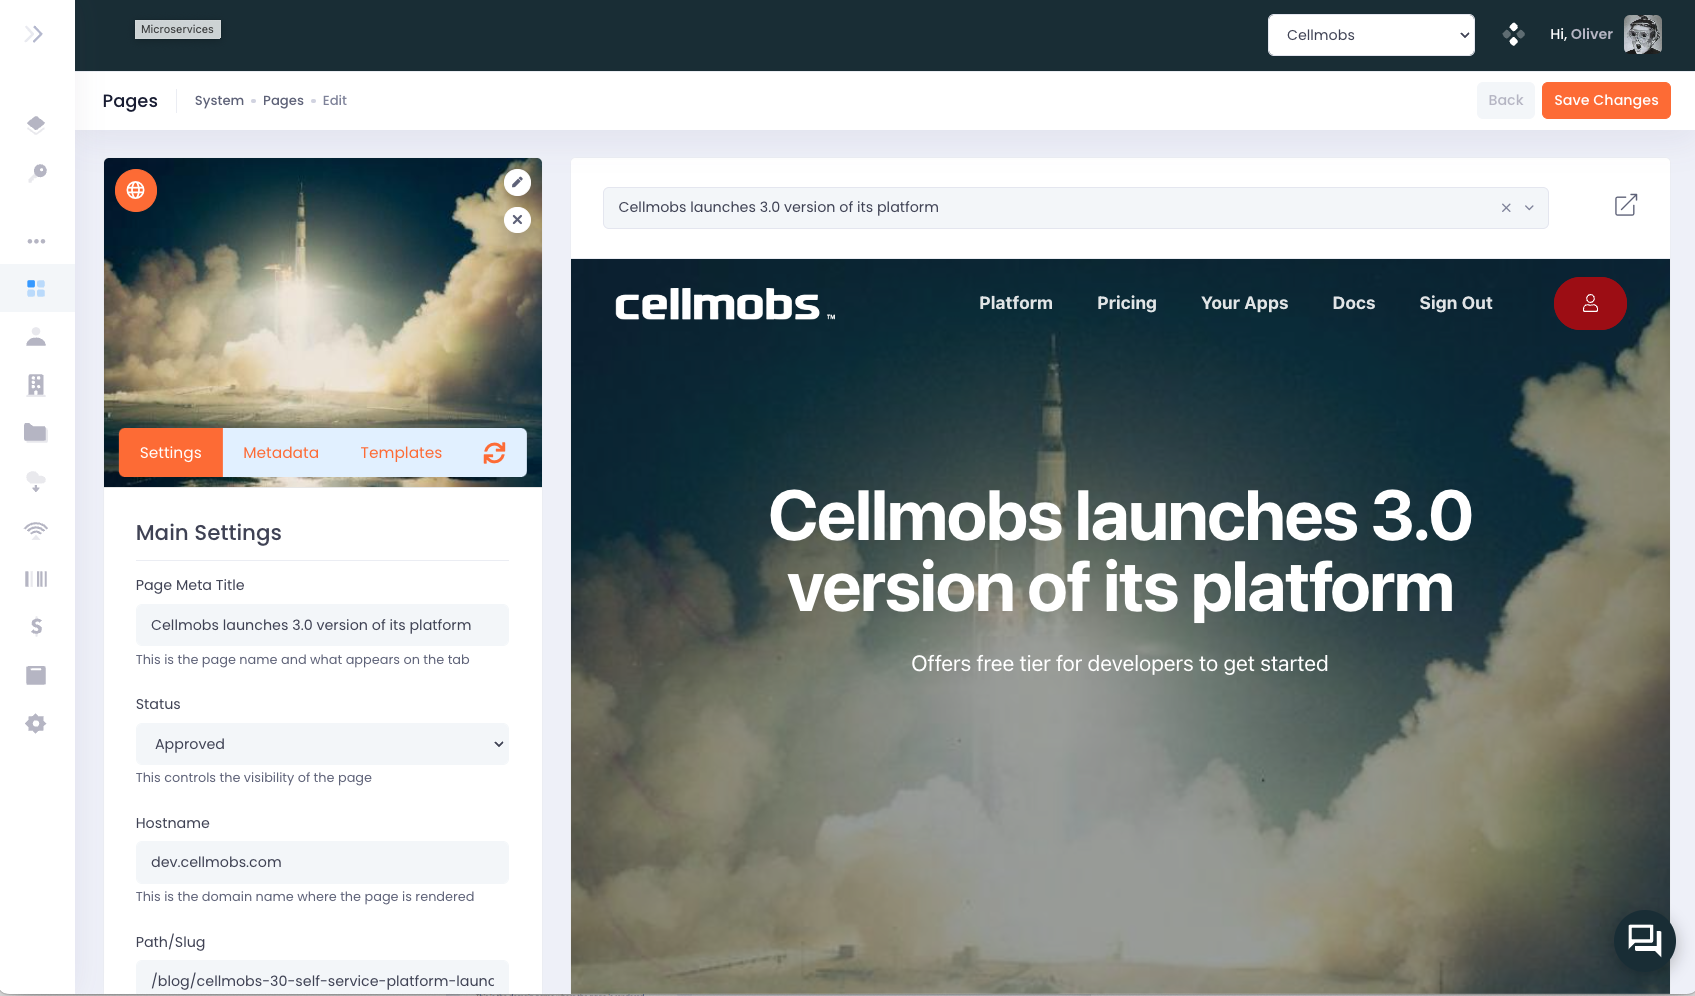 Microservices
Cellmobs
Hi, Oliver
Pages
System • Pages • Edit
Back
Save Changes
Settings
Metadata
Templates
Main Settings
Page Meta Title
Cellmobs launches 3.0 version of its platform
This is the page name and what appears on the tab
Status
Approved
This controls the visibility of the page
Hostname
dev.cellmobs.com
This is the domain name where the page is rendered
Path/Slug
/blog/cellmobs-30-self-service-platform-launc
Cellmobs launches 3.0 version of its platform
cellmobs™
Platform
Pricing
Your Apps
Docs
Sign Out
Cellmobs launches 3.0
version of its platform
Offers free tier for developers to get started